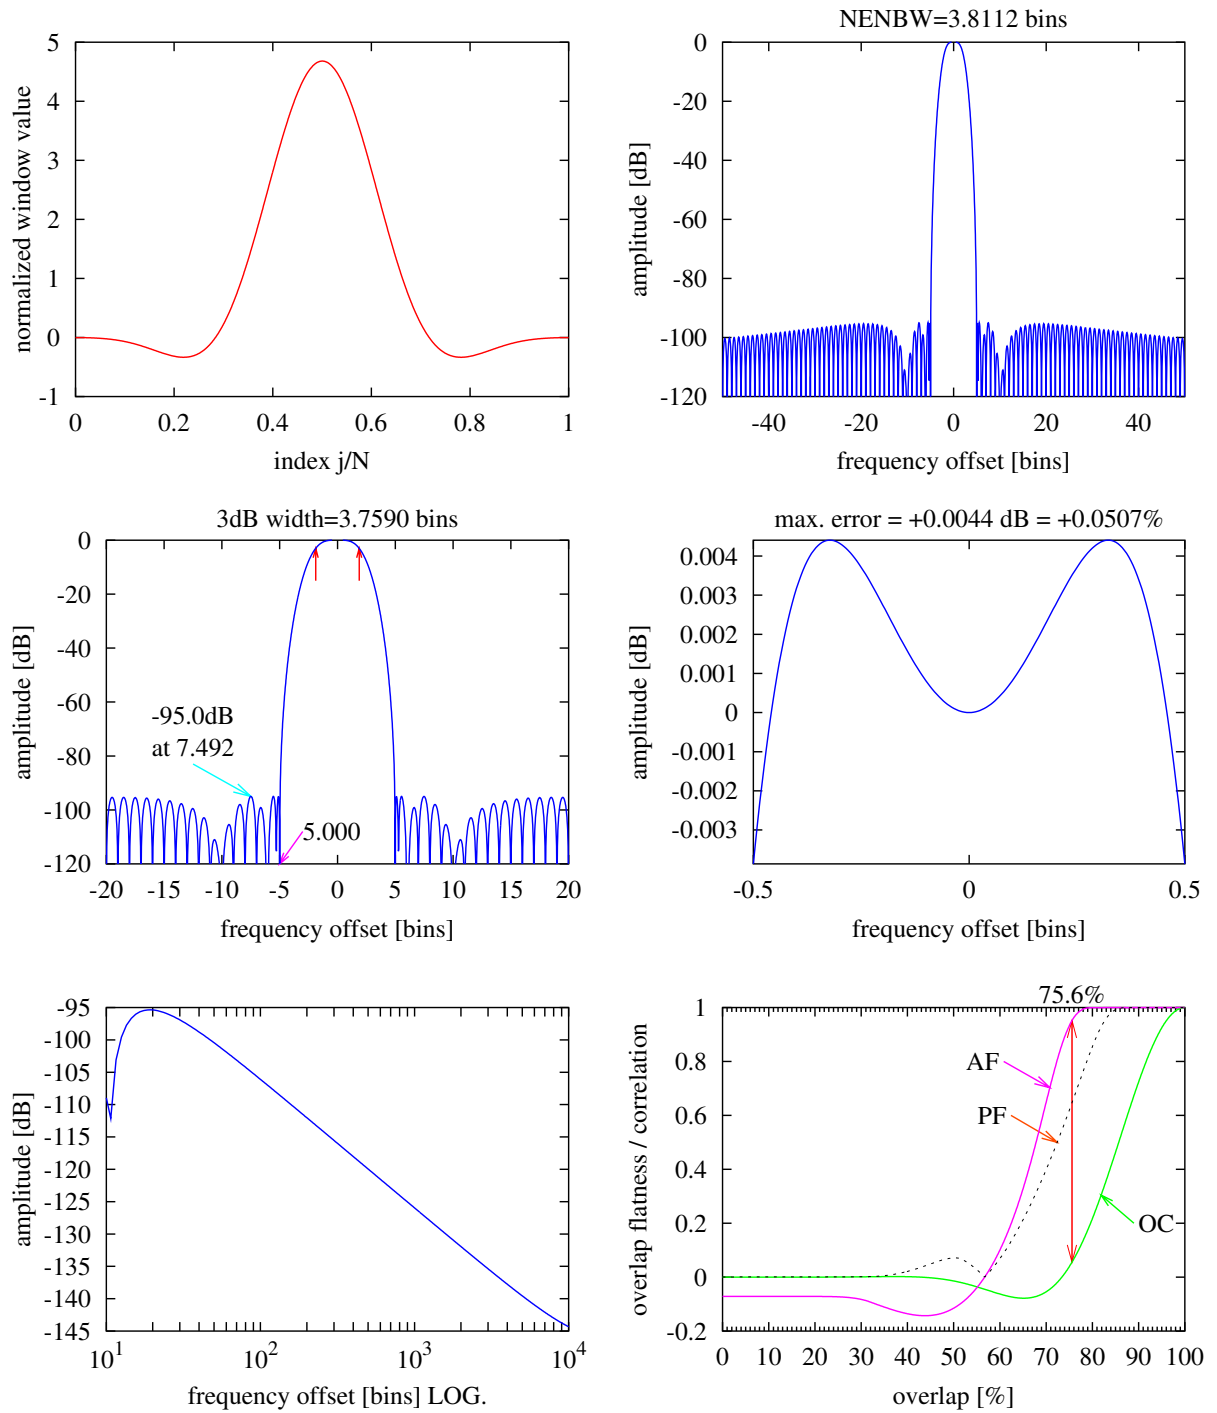 normalized window value
5
4
3
2
1
0
-1
0 0.2 0.4 0.6 0.8 1
index j/N
NENBW=3.8112 bins
amplitude [dB]
0
-20
-40
-60
-80
-100
-120
-40 -20 0 20 40
frequency offset [bins]
3dB width=3.7590 bins
amplitude [dB]
0
-20
-40
-60
-80
-100
-120
-95.0dB
at 7.492
5.000
-20 -15 -10 -5 0 5 10 15 20
frequency offset [bins]
max. error = +0.0044 dB = +0.0507%
amplitude [dB]
0.004
0.003
0.002
0.001
0
-0.001
-0.002
-0.003
-0.5 0 0.5
frequency offset [bins]
amplitude [dB]
-95
-100
-105
-110
-115
-120
-125
-130
-135
-140
-145
10^1 10^2 10^3 10^4
frequency offset [bins] LOG.
75.6%
overlap flatness / correlation
1
0.8
0.6
0.4
0.2
0
-0.2
AF
PF
OC
0 10 20 30 40 50 60 70 80 90 100
overlap [%]